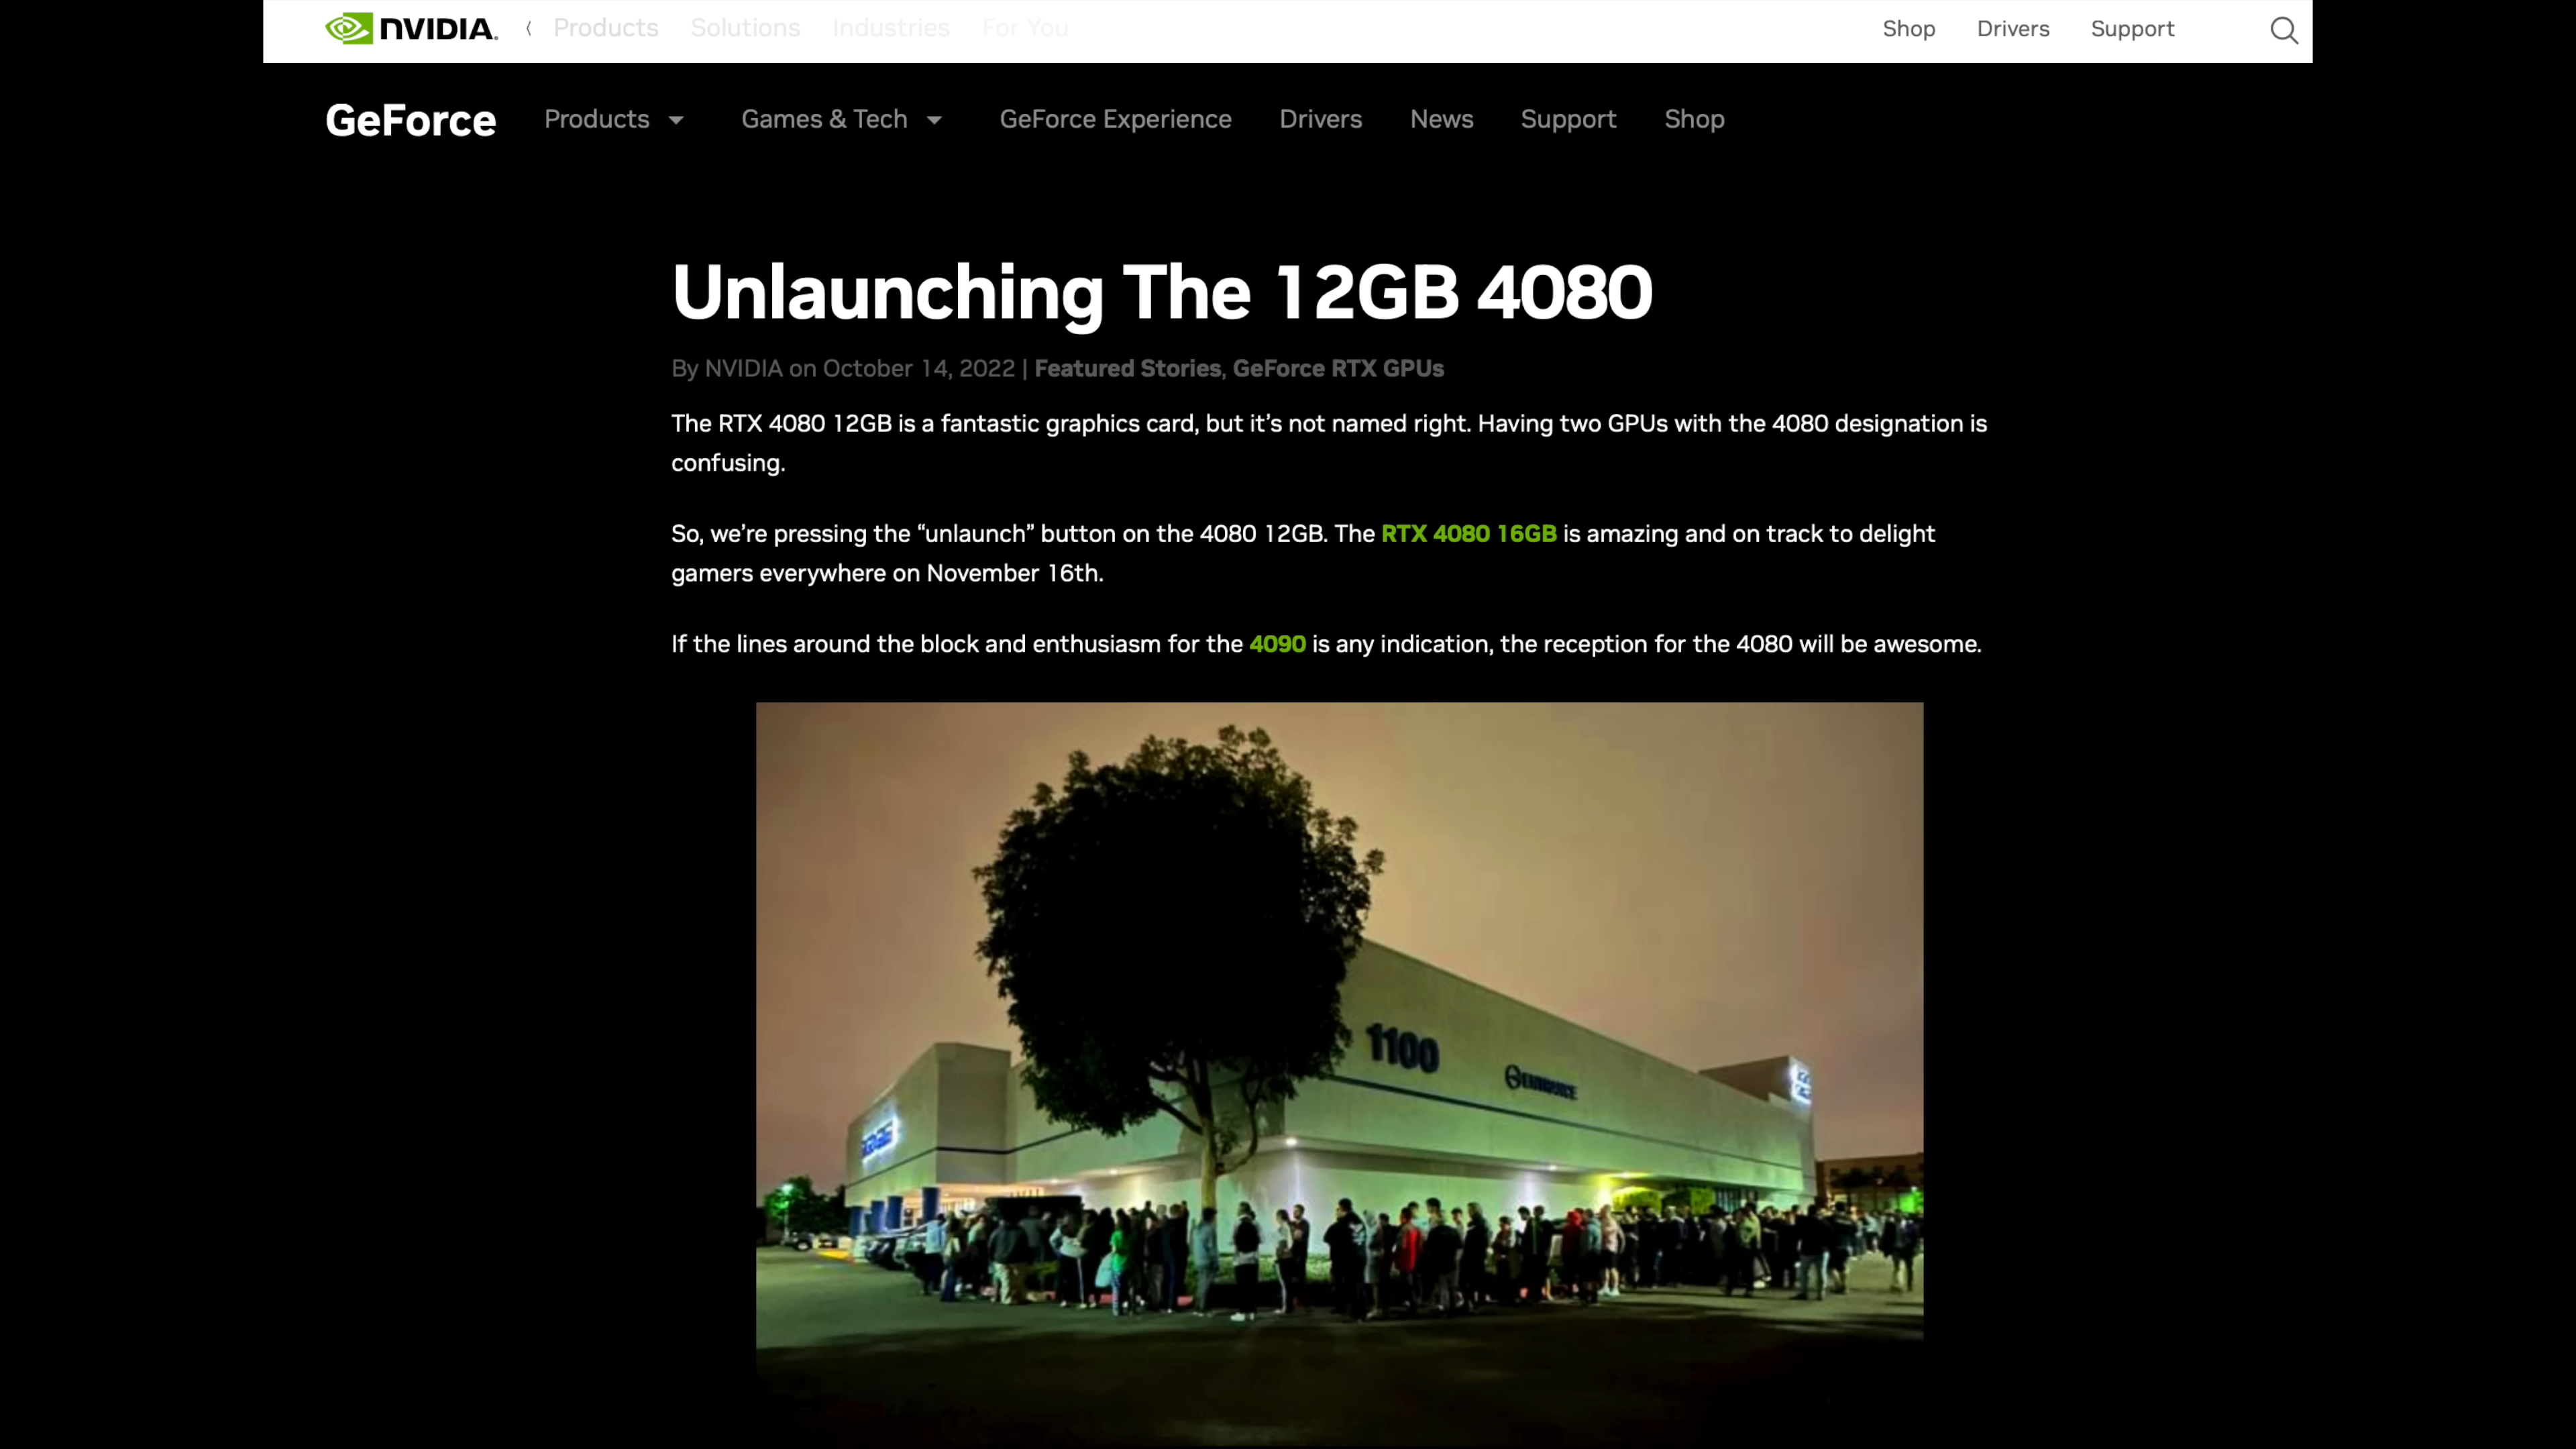 NVIDIA. Products Solutions Industries For You Shop Drivers Support
GeForce Products Games & Tech GeForce Experience Drivers News Support Shop
Unlaunching The 12GB 4080
By NVIDIA on October 14, 2022 | Featured Stories, GeForce RTX GPUs
The RTX 4080 12GB is a fantastic graphics card, but it’s not named right. Having two GPUs with the 4080 designation is
confusing.
So, we’re pressing the “unlaunch” button on the 4080 12GB. The RTX 4080 16GB is amazing and on track to delight
gamers everywhere on November 16th.
If the lines around the block and enthusiasm for the 4090 is any indication, the reception for the 4080 will be awesome.
1100
ENTRANCE